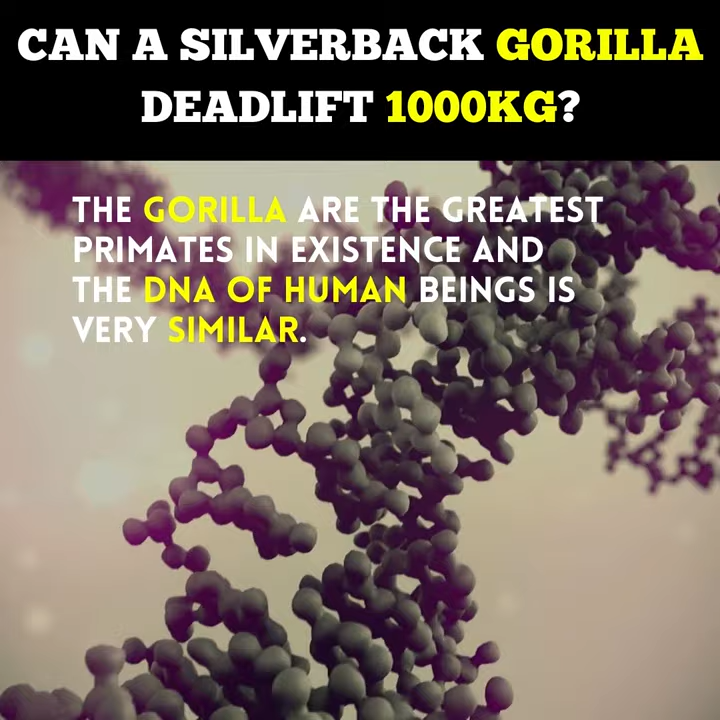 CAN A SILVERBACK GORILLA
DEADLIFT 1000KG?
THE GORILLA ARE THE GREATEST
PRIMATES IN EXISTENCE AND
THE DNA OF HUMAN BEINGS IS
VERY SIMILAR.